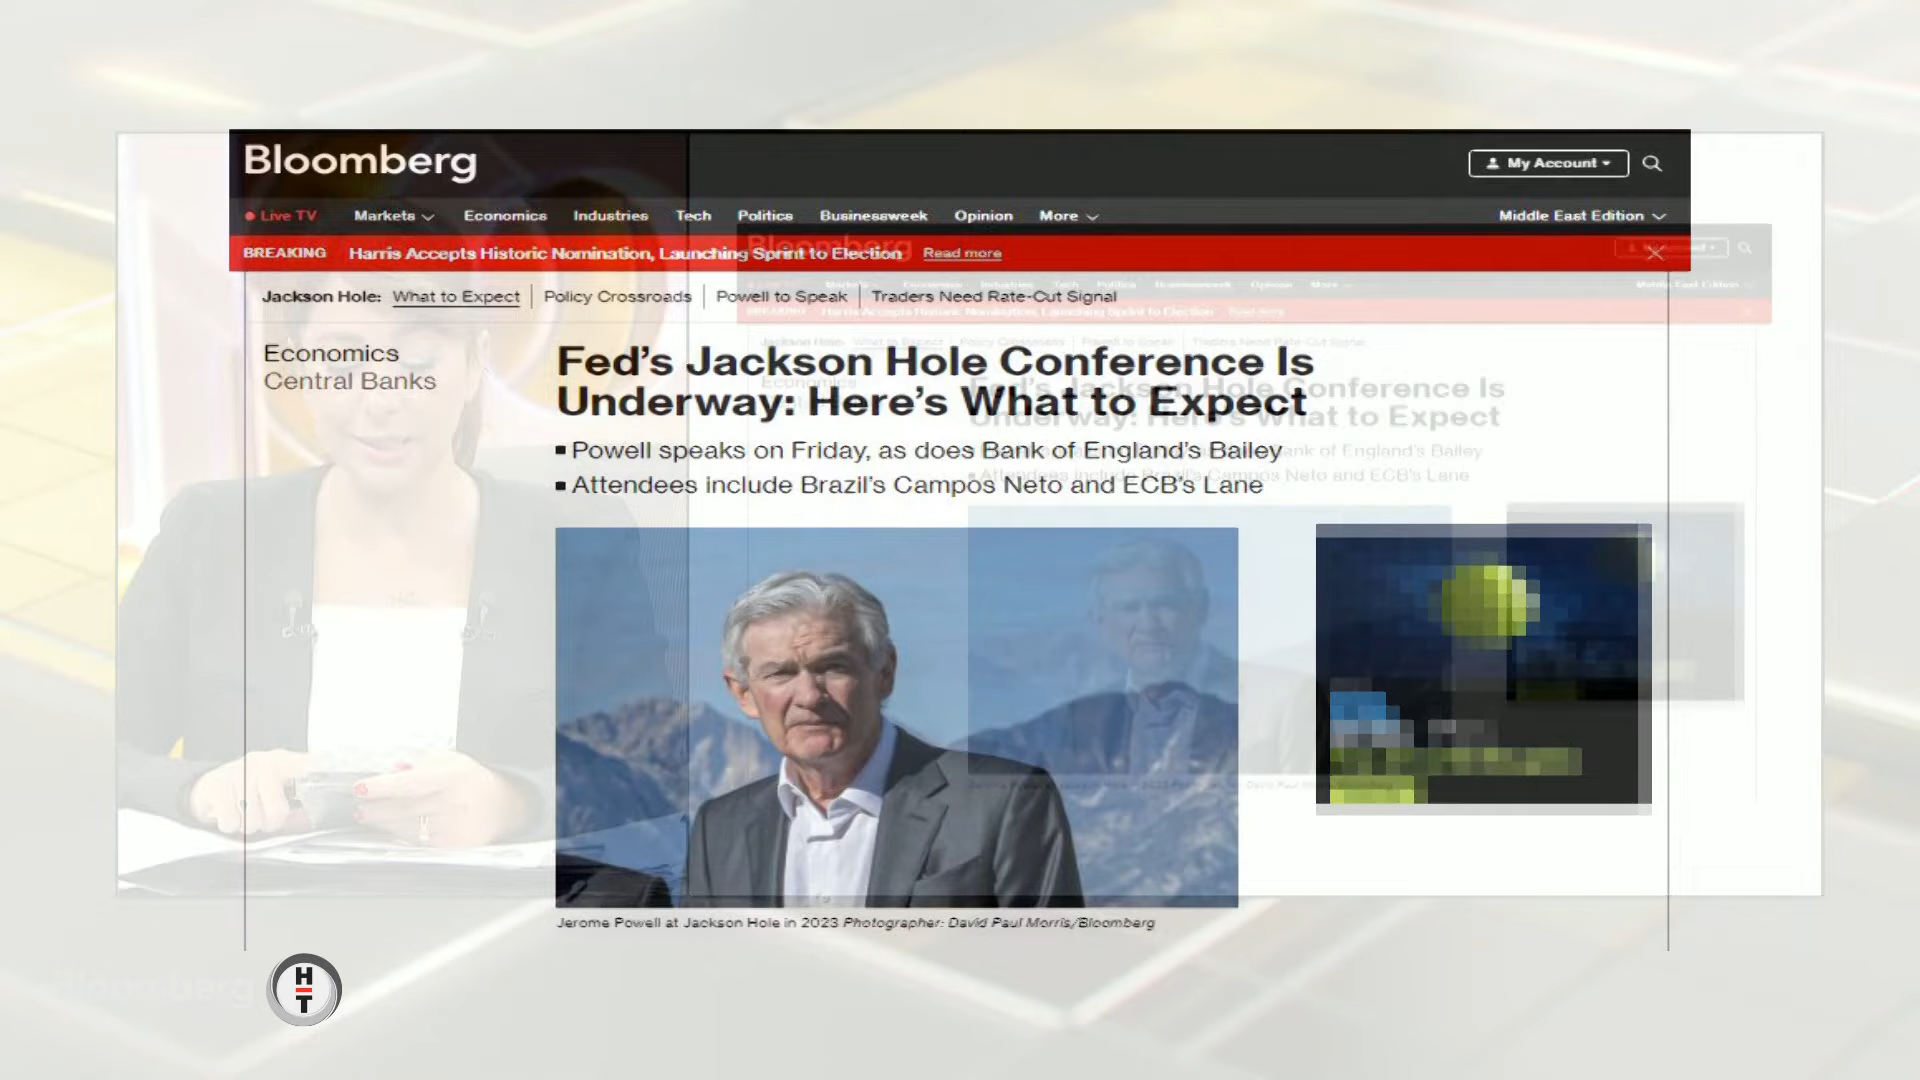 Bloomberg
My Account
Live TV Markets Economics Industries Tech Politics Businessweek Opinion More Middle East Edition
BREAKING Harris Accepts Historic Nomination, Launching Sprint to Election Read more
Jackson Hole: What to Expect Policy Crossroads Powell to Speak Traders Need Rate-Cut Signal
Economics
Central Banks
Fed's Jackson Hole Conference Is
Underway: Here's What to Expect
Powell speaks on Friday, as does Bank of England's Bailey
Attendees include Brazil's Campos Neto and ECB's Lane
Jerome Powell at Jackson Hole in 2023 Photographer: David Paul Morris/Bloomberg
Bloomberg HT